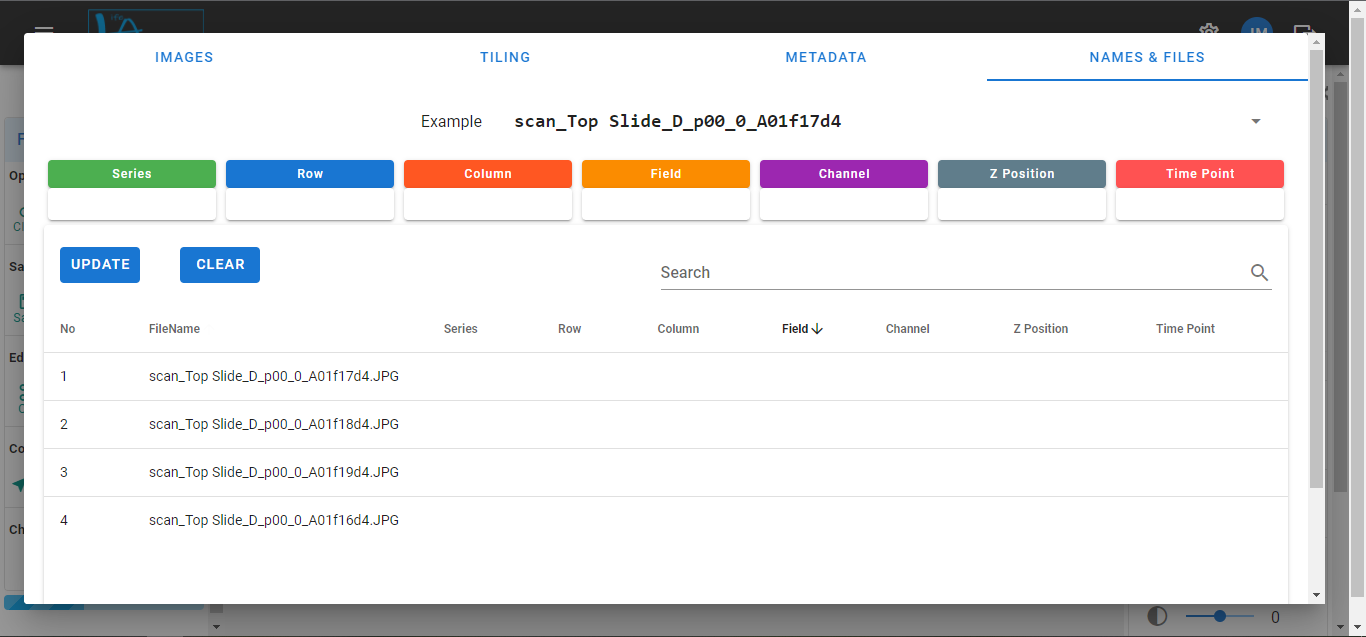 IMAGES TILING METADATA NAMES & FILES
Example scan_Top Slide_D_p00_0_A01f17d4
Series Row Column Field Channel Z Position Time Point
UPDATE CLEAR
Search
No FileName Series Row Column Field Channel Z Position Time Point
1 scan_Top Slide_D_p00_0_A01f17d4.JPG
2 scan_Top Slide_D_p00_0_A01f18d4.JPG
3 scan_Top Slide_D_p00_0_A01f19d4.JPG
4 scan_Top Slide_D_p00_0_A01f16d4.JPG
0